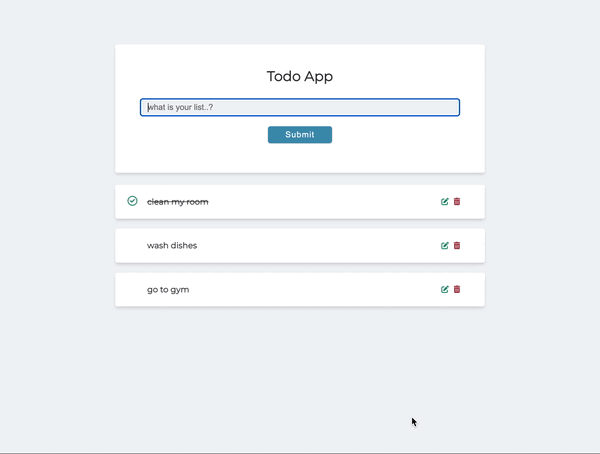 Todo App
what is your list..?
Submit
clean my room
wash dishes
go to gym